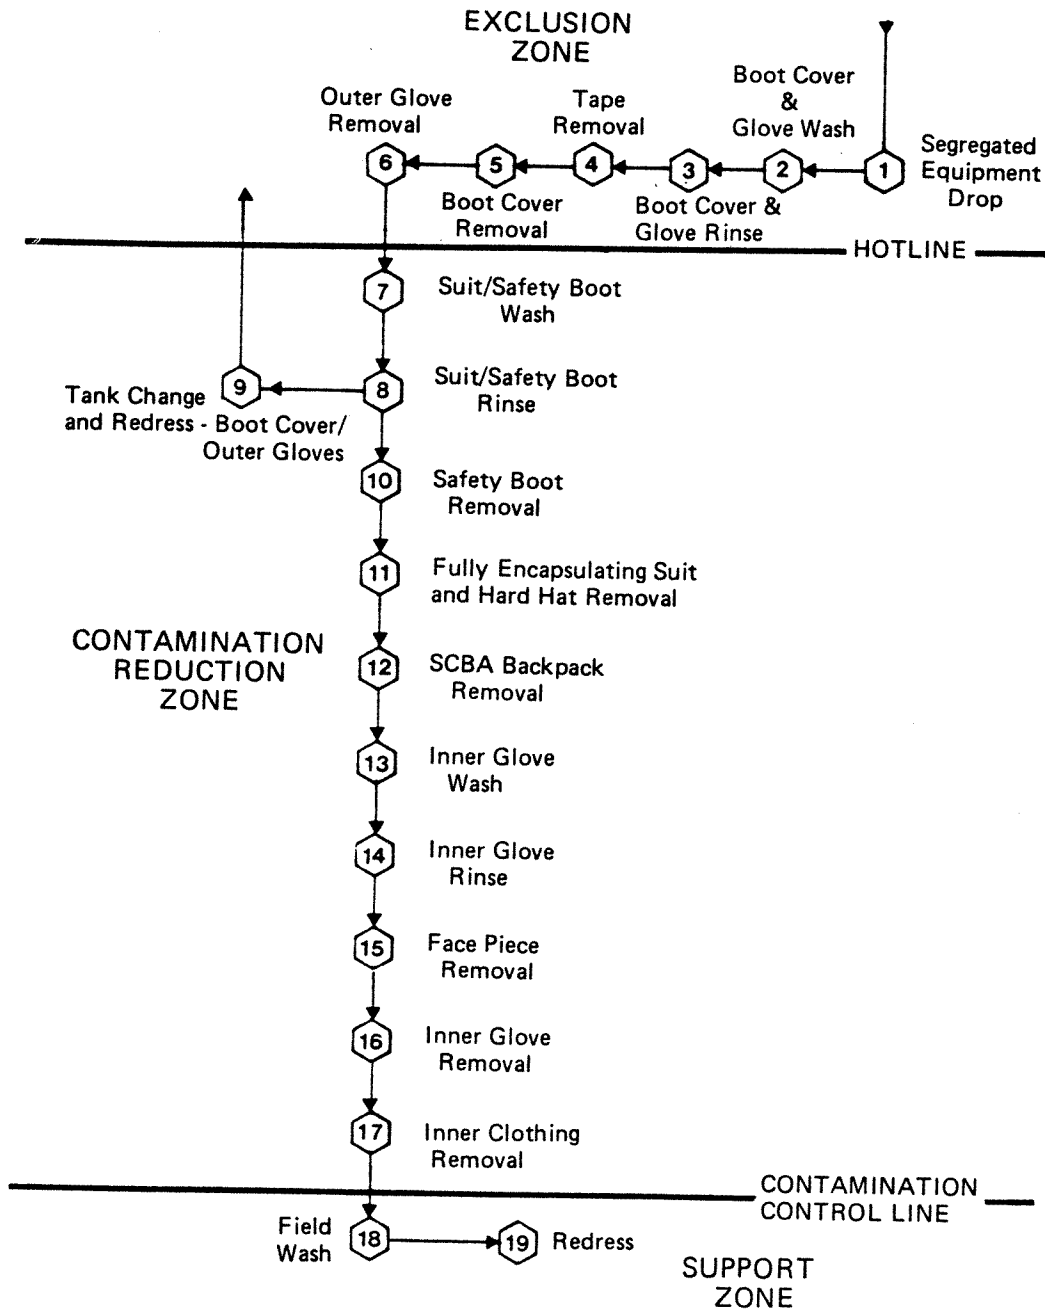 EXCLUSION
ZONE
Boot Cover
&
Glove Wash
Outer Glove
Removal
Tape
Removal
Segregated
Equipment
Drop
6
5
4
3
2
1
Boot Cover
Removal
Boot Cover &
Glove Rinse
HOTLINE
7
Suit/Safety Boot
Wash
9
8
Suit/Safety Boot
Rinse
Tank Change
and Redress - Boot Cover/
Outer Gloves
10
Safety Boot
Removal
11
Fully Encapsulating Suit
and Hard Hat Removal
CONTAMINATION
REDUCTION
ZONE
12
SCBA Backpack
Removal
13
Inner Glove
Wash
14
Inner Glove
Rinse
15
Face Piece
Removal
16
Inner Glove
Removal
17
Inner Clothing
Removal
CONTAMINATION
CONTROL LINE
Field
Wash
18
19
Redress
SUPPORT
ZONE